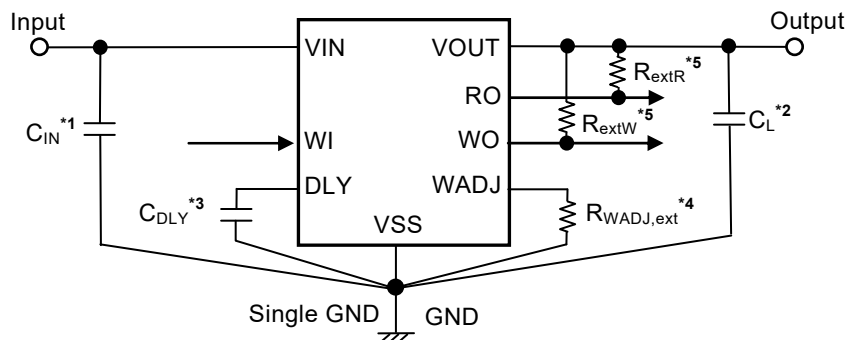 Input
Output
VIN
VOUT
R_extR*5
RO
C_IN*1
R_extW*5
C_L*2
WI
WO
DLY
WADJ
C_DLY*3
VSS
R_WADJ,ext*4
Single GND
GND